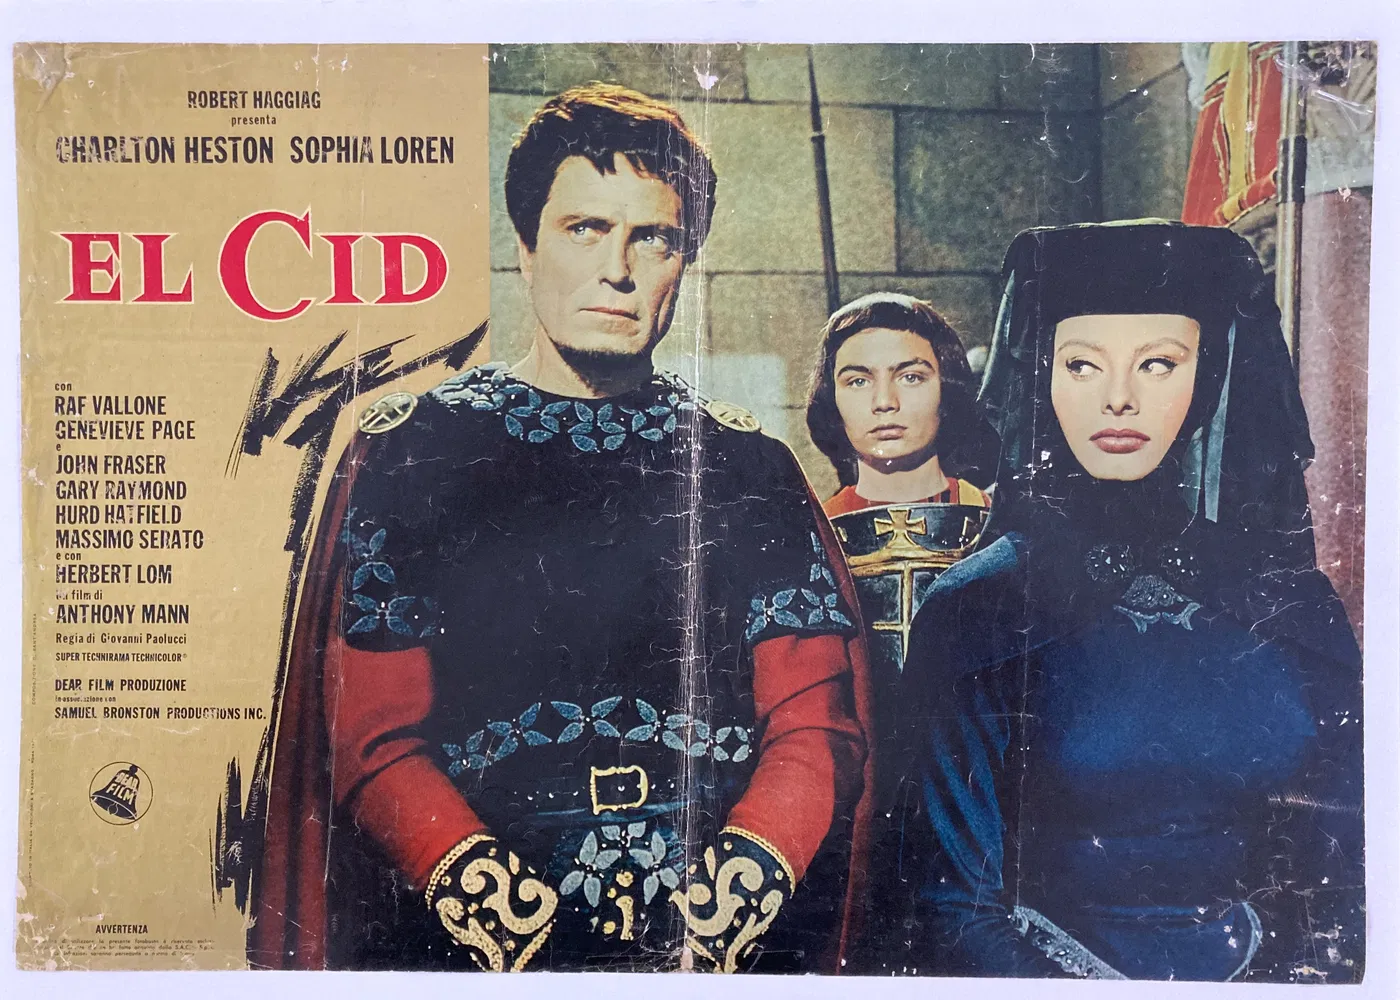 ROBERT HAGGIAG
presenta
CHARLTON HESTON SOPHIA LOREN
EL CID
con
RAF VALLONE
GENEVIEVE PAGE
e
JOHN FRASER
GARY RAYMOND
HURD HATFIELD
MASSIMO SERATO
e con
HERBERT LOM
un film di
ANTHONY MANN
Regia di Giovanni Paolucci
SUPER TECHNIRAMA TECHNICOLOR®
DEAR FILM PRODUZIONE
in associazione con
SAMUEL BRONSTON PRODUCTIONS INC.
DEAR
FILM
AVVERTENZA